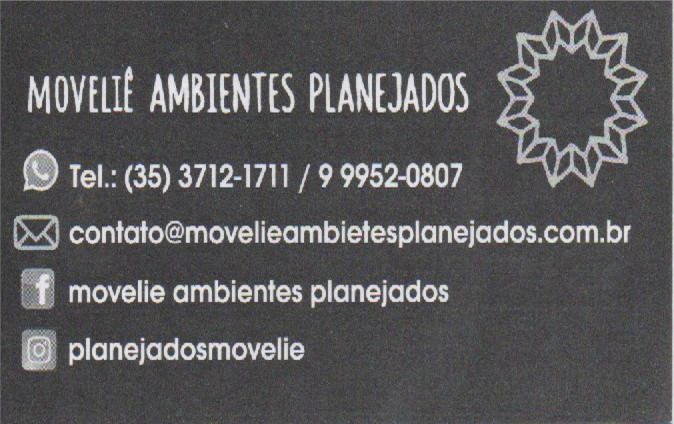 MOVELIÊ AMBIENTES PLANEJADOS
Tel.: (35) 3712-1711 / 9 9952-0807
contato@movelieambietesplanejados.com.br
movelie ambientes planejados
planejadosmovelie